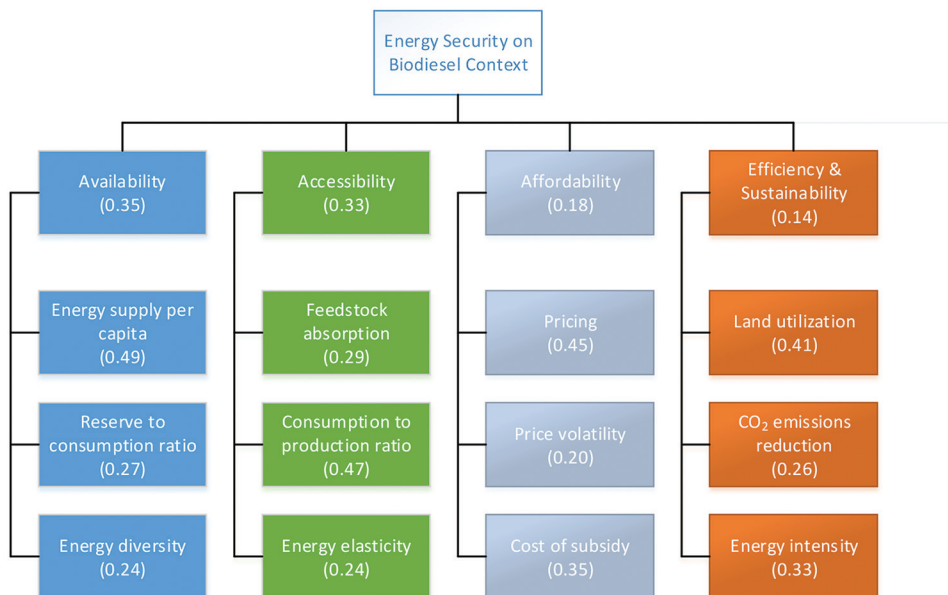 Energy Security on
Biodiesel Context
Availability
(0.35)
Accessibility
(0.33)
Affordability
(0.18)
Efficiency &
Sustainability
(0.14)
Energy supply per
capita
(0.49)
Feedstock
absorption
(0.29)
Pricing
(0.45)
Land utilization
(0.41)
Reserve to
consumption ratio
(0.27)
Consumption to
production ratio
(0.47)
Price volatility
(0.20)
CO₂ emissions
reduction
(0.26)
Energy diversity
(0.24)
Energy elasticity
(0.24)
Cost of subsidy
(0.35)
Energy intensity
(0.33)